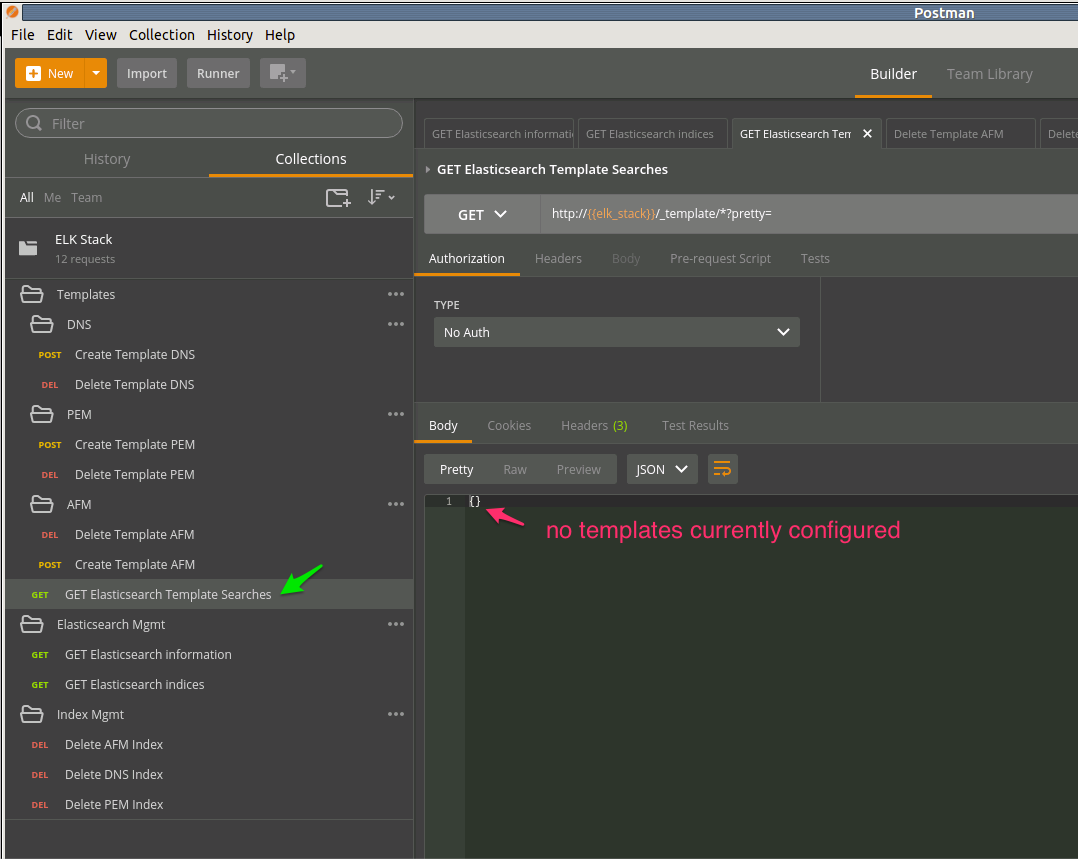 Postman
File Edit View Collection History Help
New Import Runner Builder Team Library
Filter
History Collections
All Me Team
ELK Stack
12 requests
Templates
DNS
POST Create Template DNS
DEL Delete Template DNS
PEM
POST Create Template PEM
DEL Delete Template PEM
AFM
DEL Delete Template AFM
POST Create Template AFM
GET GET Elasticsearch Template Searches
Elasticsearch Mgmt
GET GET Elasticsearch information
GET GET Elasticsearch indices
Index Mgmt
DEL Delete AFM Index
DEL Delete DNS Index
DEL Delete PEM Index
GET Elasticsearch informati GET Elasticsearch indices GET Elasticsearch Tem Delete Template AFM Delete
GET Elasticsearch Template Searches
GET http://{{elk_stack}}/_template/*?pretty=
Authorization Headers Body Pre-request Script Tests
TYPE
No Auth
Body Cookies Headers (3) Test Results
Pretty Raw Preview JSON
1 {}
no templates currently configured